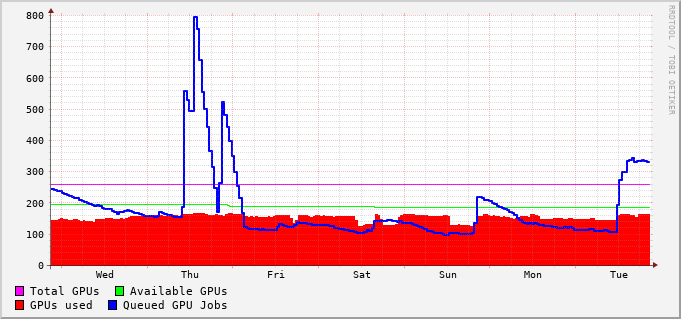 800
700
600
500
400
300
200
100
0
Wed Thu Fri Sat Sun Mon Tue
Total GPUs Available GPUs
GPUs used Queued GPU Jobs
RRDTOOL / TOBI OETIKER